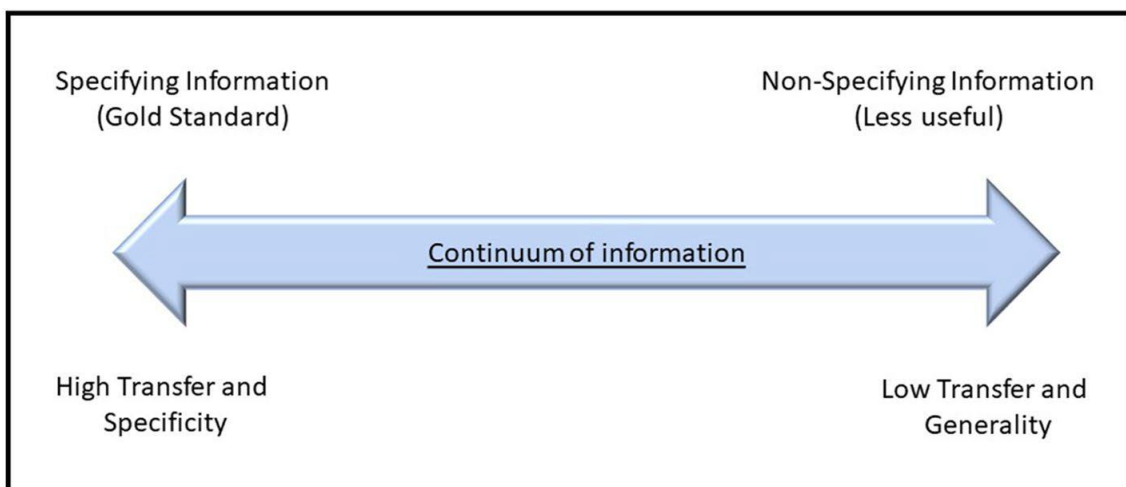 Specifying Information
(Gold Standard)
Non-Specifying Information
(Less useful)
Continuum of information
High Transfer and
Specificity
Low Transfer and
Generality